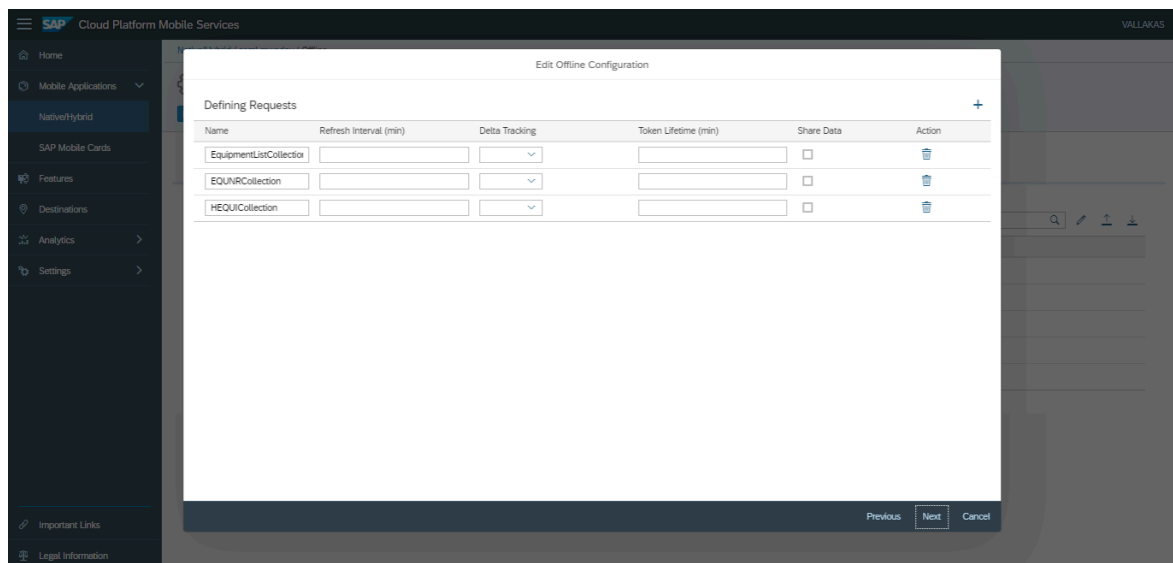 SAP Cloud Platform Mobile Services
VALLAKAS
Home
Mobile Applications
Native/Hybrid
SAP Mobile Cards
Features
Destinations
Analytics
Settings
Important Links
Legal Information
Edit Offline Configuration
Defining Requests
Name Refresh Interval (min) Delta Tracking Token Lifetime (min) Share Data Action
EquipmentListCollection
EQUNRCollection
HEQUICollection
Previous Next Cancel